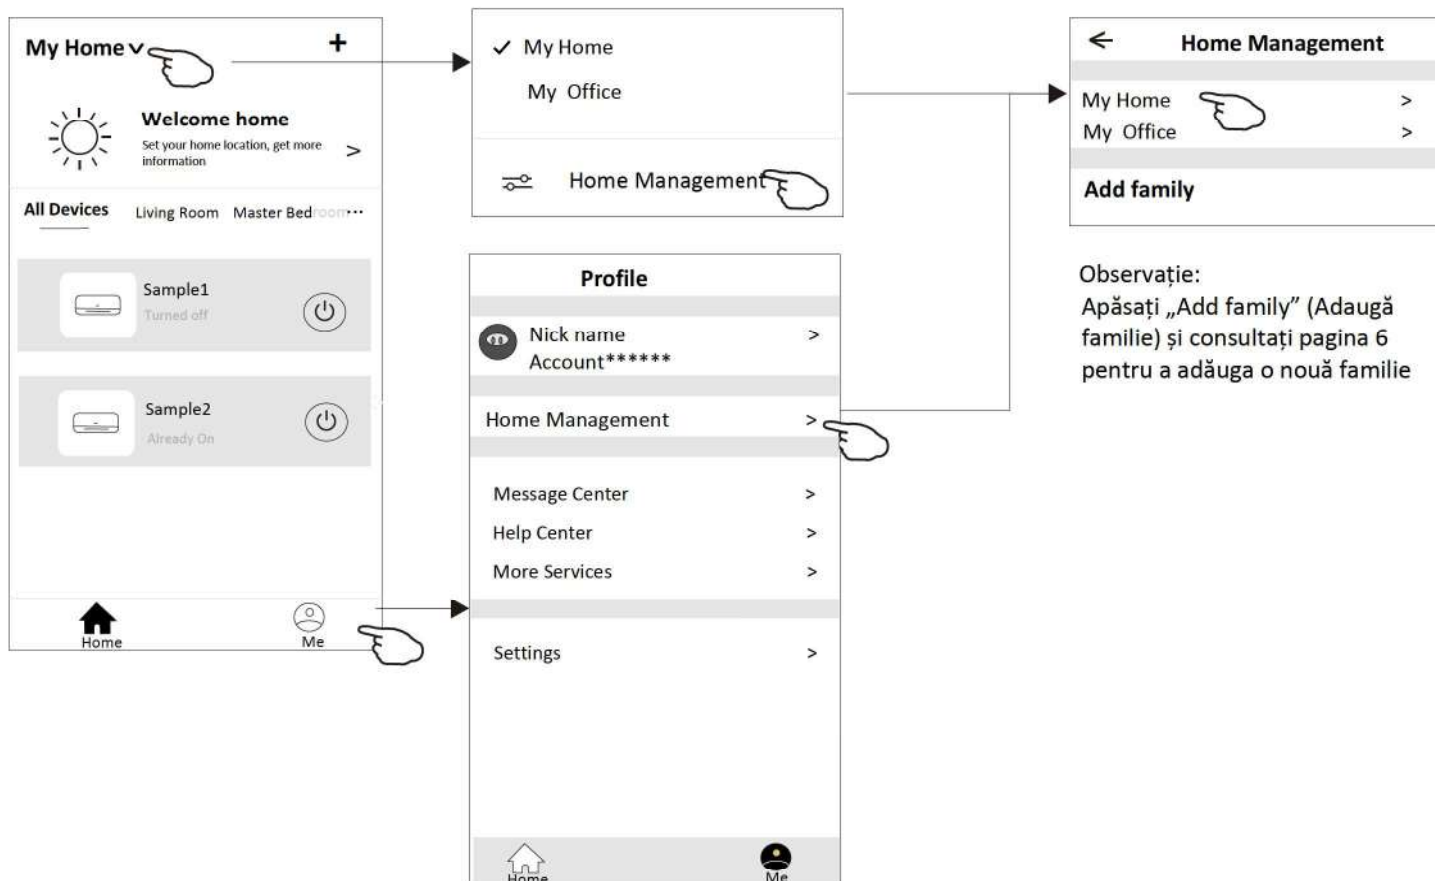 My Home
+
Welcome home
Set your home location, get more
information
>
All Devices
Living Room
Master Bedroom
...
Sample1
Turned off
Sample2
Already On
Home
Me
✓ My Home
My Office
Home Management
Profile
Nick name
>
Account******
Home Management
>
Message Center
>
Help Center
>
More Services
>
Settings
>
Home
Me
Home Management
My Home
>
My Office
>
Add family
Observație:
Apăsați „Add family” (Adaugă
familie) și consultați pagina 6
pentru a adăuga o nouă familie